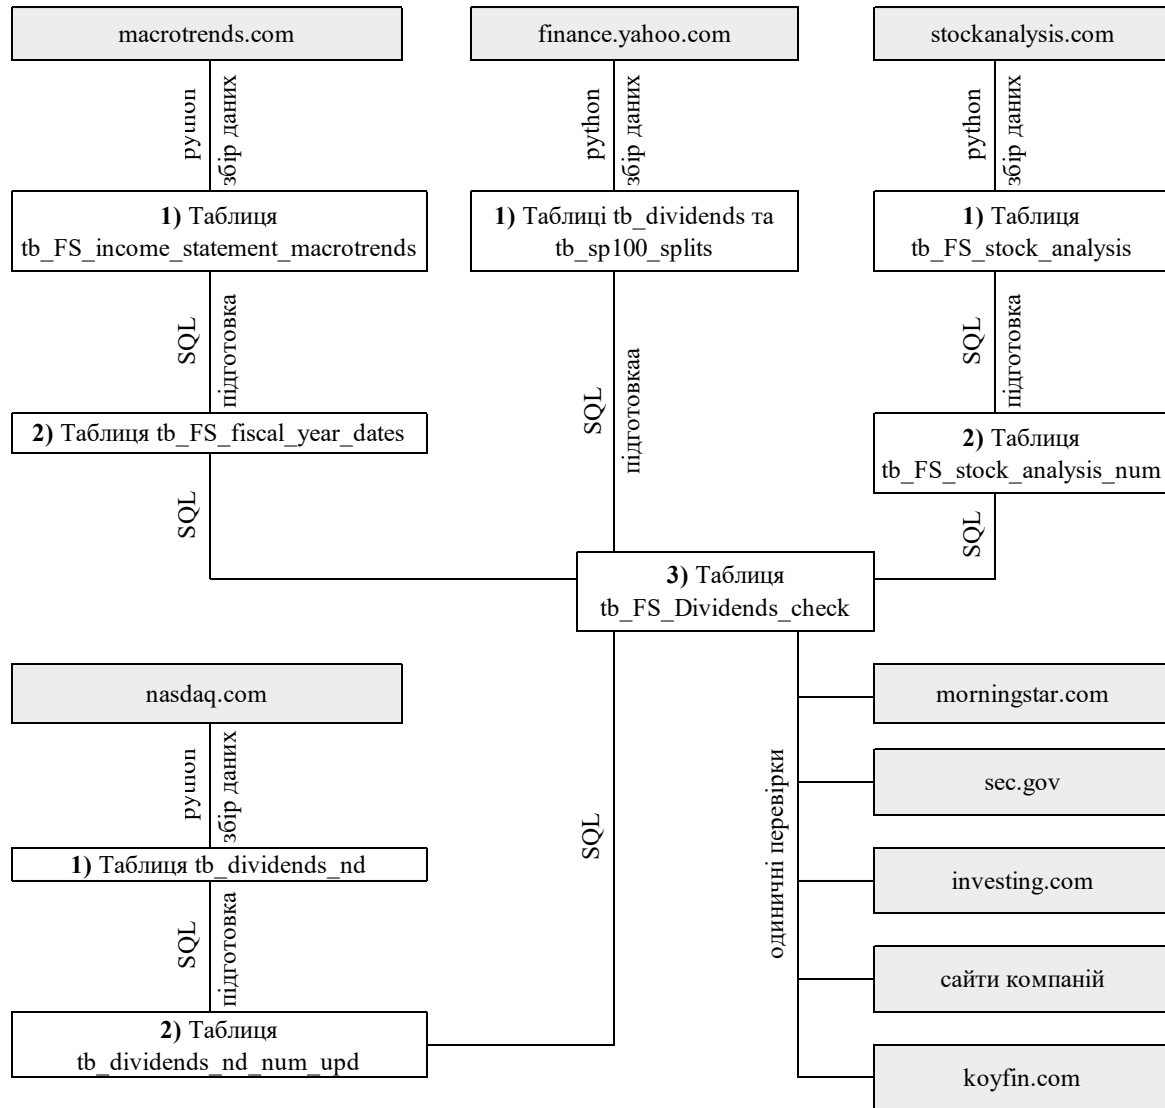 macrotrends.com
finance.yahoo.com
stockanalysis.com
python
збір даних
python
збір даних
python
збір даних
1) Таблиця
tb_FS_income_statement_macrotrends
1) Таблиці tb_dividends та
tb_sp100_splits
1) Таблиця
tb_FS_stock_analysis
SQL
підготовка
SQL
підготовкаа
SQL
підготовка
2) Таблиця tb_FS_fiscal_year_dates
2) Таблиця
tb_FS_stock_analysis_num
SQL
SQL
3) Таблиця
tb_FS_Dividends_check
nasdaq.com
python
збір даних
1) Таблиця tb_dividends_nd
SQL
підготовка
2) Таблиця
tb_dividends_nd_num_upd
SQL
одиничні перевірки
morningstar.com
sec.gov
investing.com
сайти компаній
koyfin.com